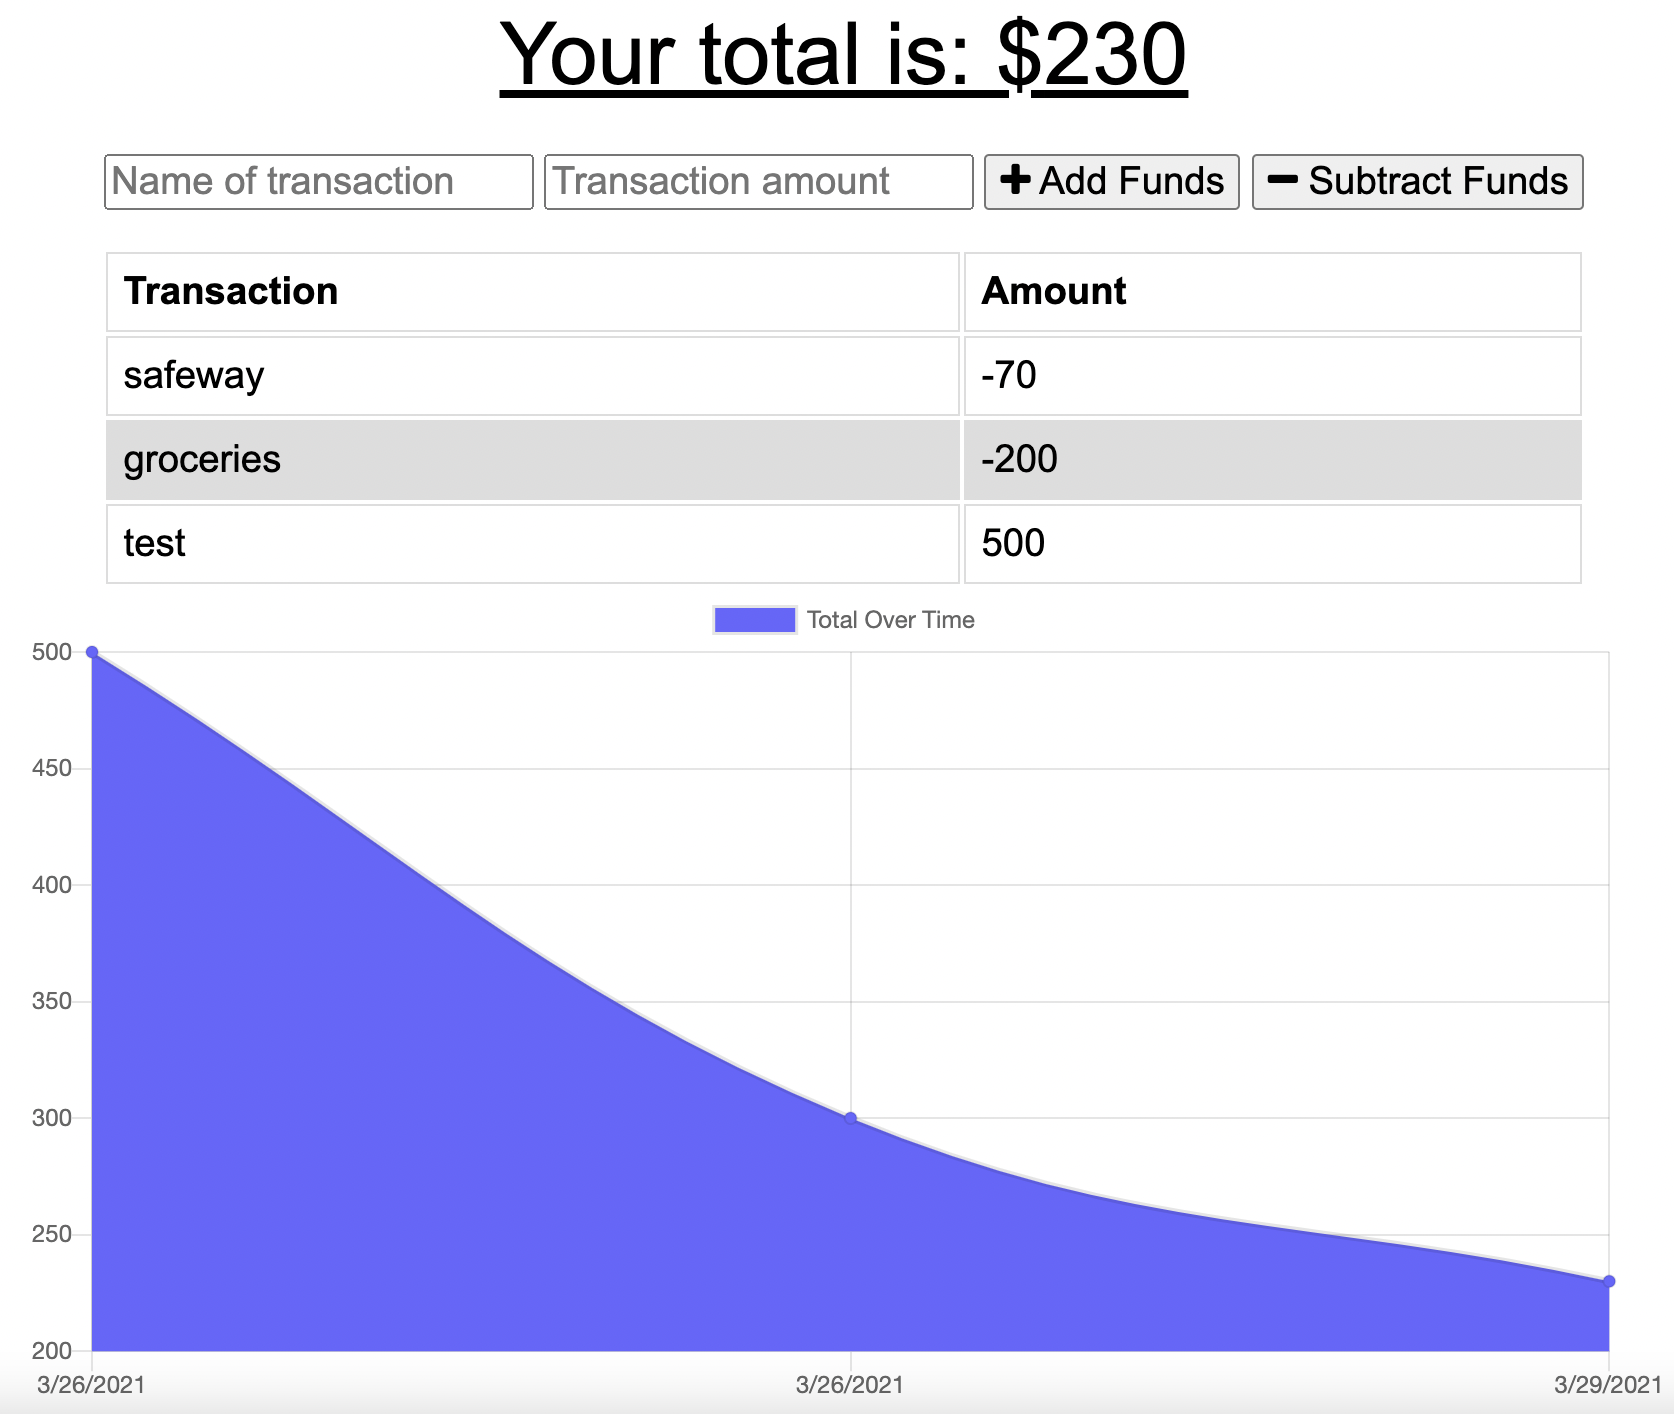 Your total is: $230
Name of transaction Transaction amount + Add Funds − Subtract Funds
Transaction Amount
safeway -70
groceries -200
test 500
Total Over Time
500
450
400
350
300
250
200
3/26/2021 3/26/2021 3/29/2021